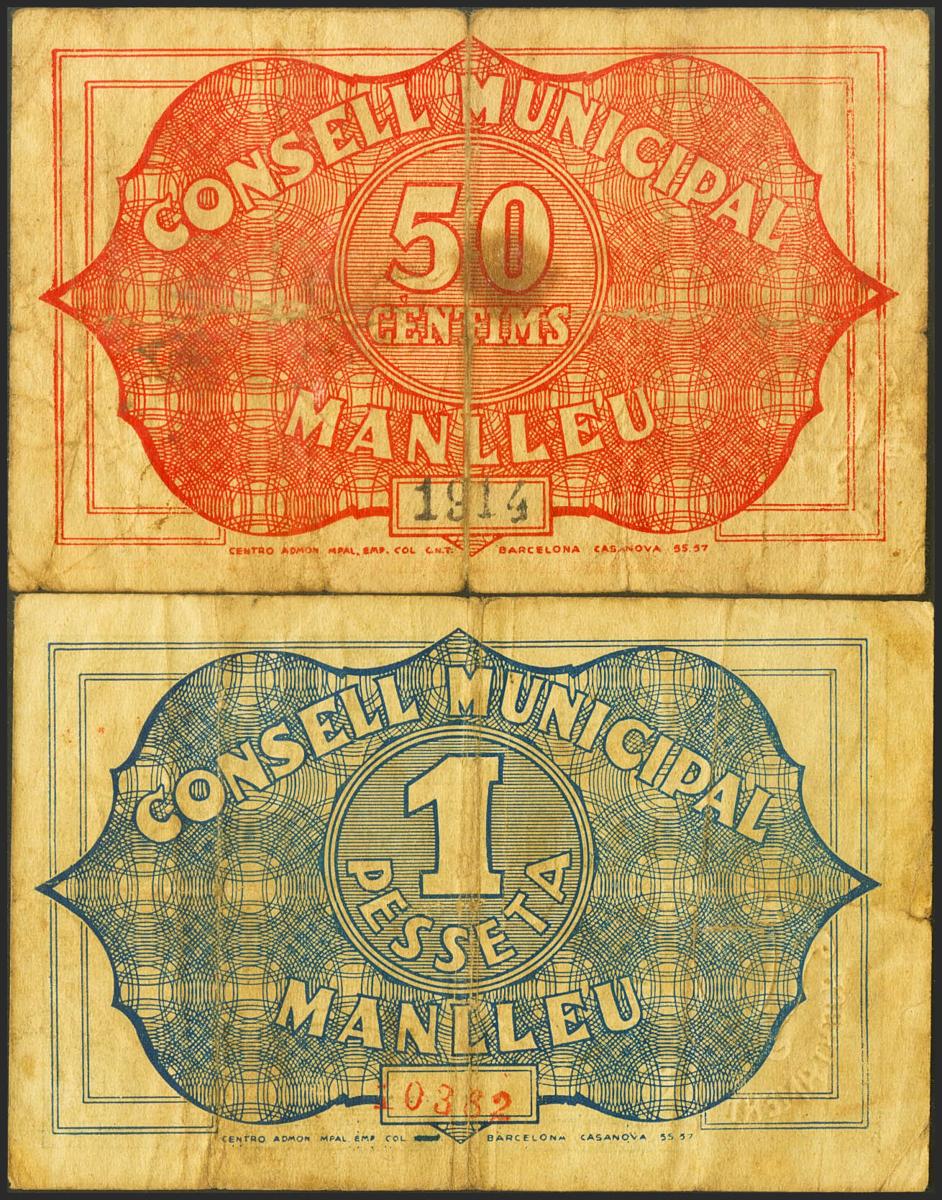 CONSELL MUNICIPAL
50
CÈNTIMS
MANLLEU
1914
CENTRO ADMON MPAL. EMP. COL C.N.T. BARCELONA CASANOVA 55.57
CONSELL MUNICIPAL
1
PESSETA
MANLLEU
10382
CENTRO ADMON MPAL EMP COL BARCELONA CASANOVA 55 57